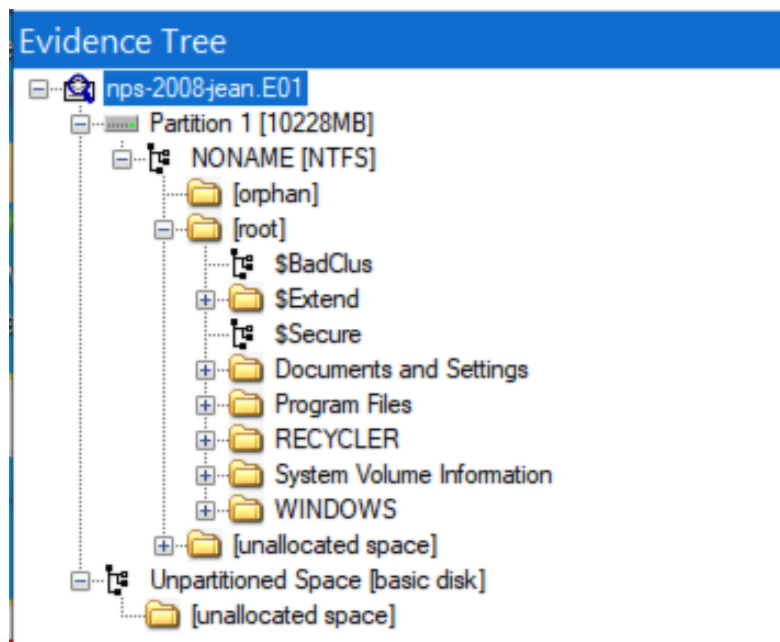 Evidence Tree
nps-2008-jean.E01
Partition 1 [10228MB]
NONAME [NTFS]
[orphan]
[root]
$BadClus
$Extend
$Secure
Documents and Settings
Program Files
RECYCLER
System Volume Information
WINDOWS
[unallocated space]
Unpartitioned Space [basic disk]
[unallocated space]